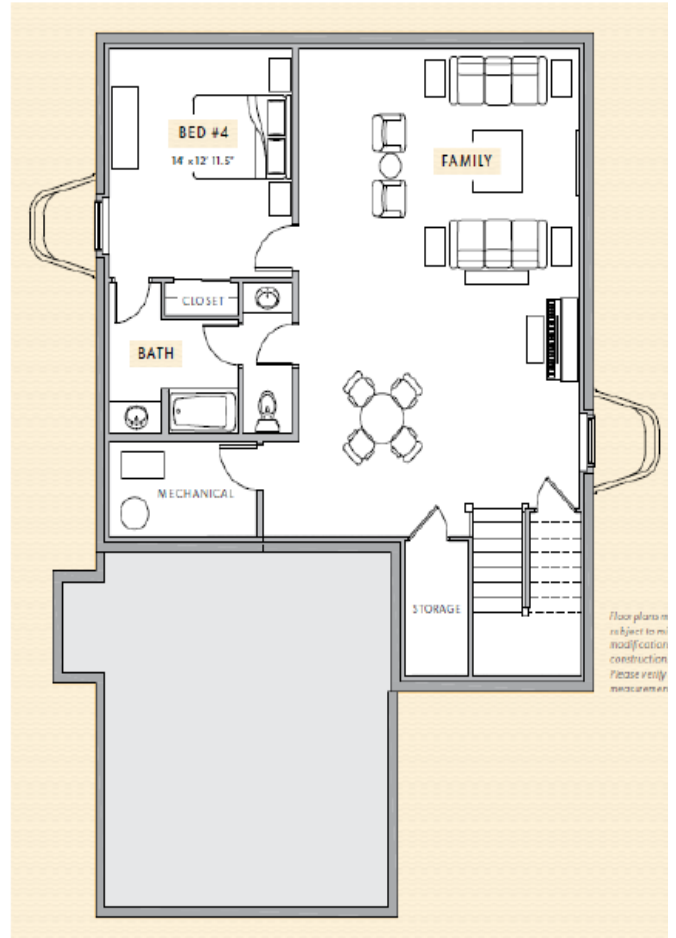 BED #4
14' x 12' 11.5"
FAMILY
CLOSET
BATH
MECHANICAL
STORAGE
Floor plans
subject to
modification
construction
Please verify
measuremen